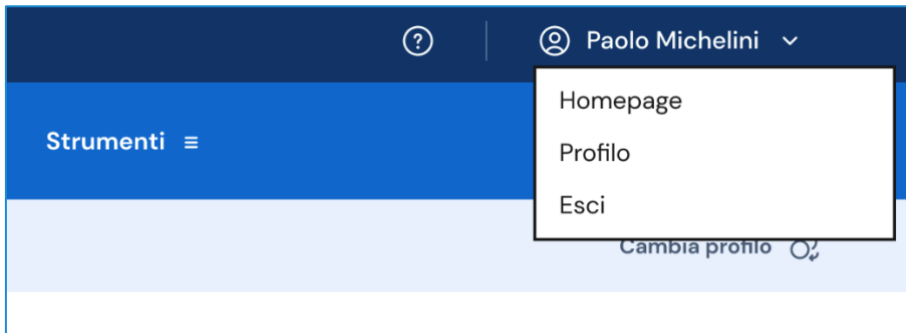 Paolo Michelini
Homepage
Strumenti
Profilo
Esci
Cambia profilo